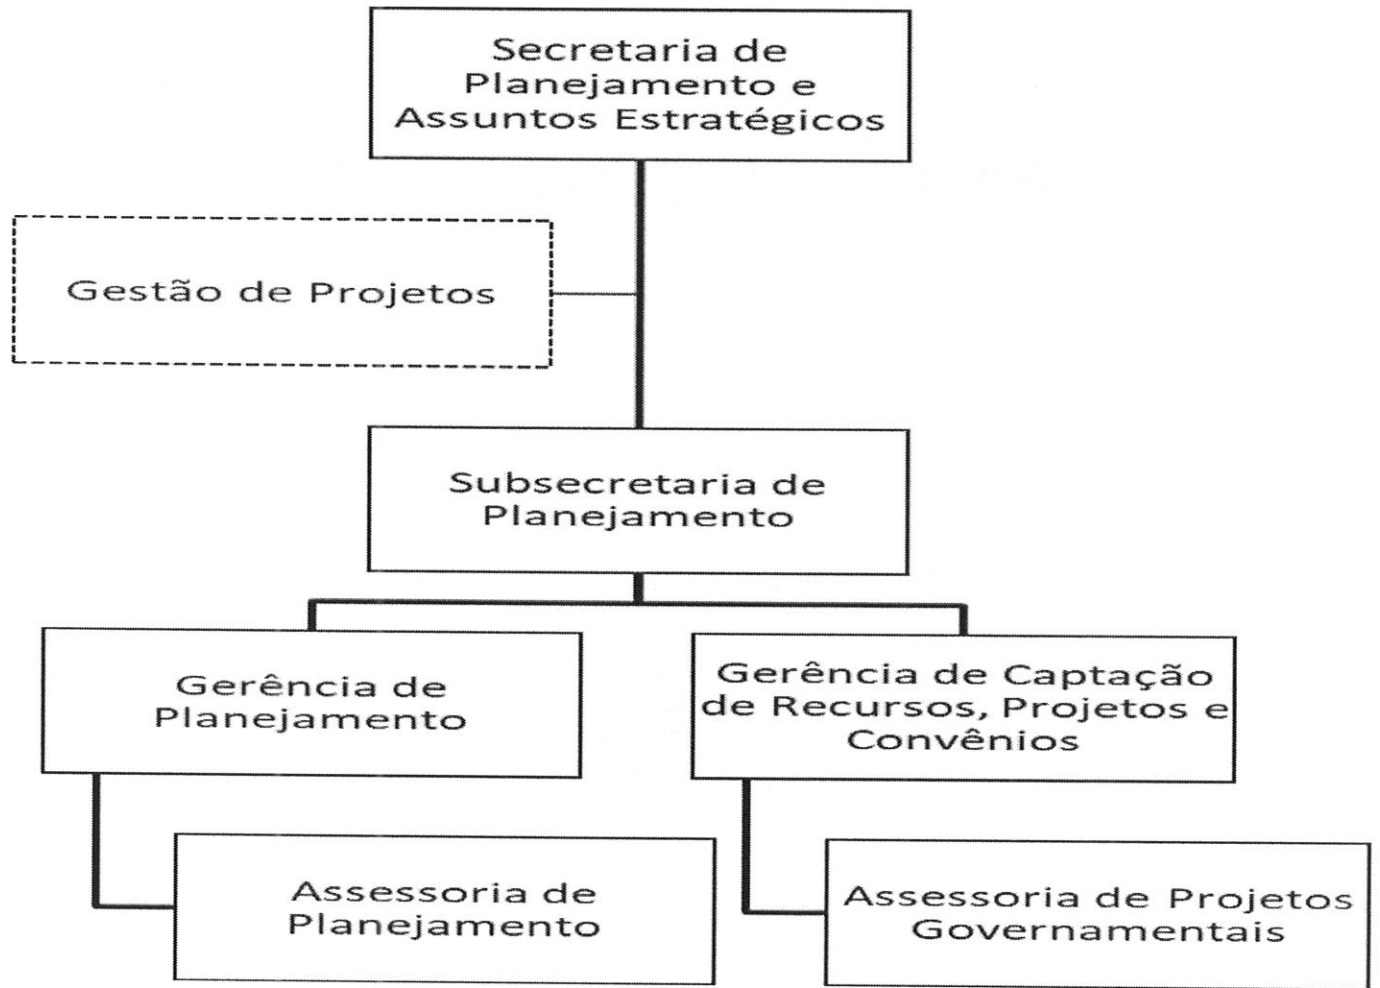 Secretaria de
Planejamento e
Assuntos Estratégicos
Gestão de Projetos
Subsecretaria de
Planejamento
Gerência de
Planejamento
Gerência de Captação
de Recursos, Projetos e
Convênios
Assessoria de
Planejamento
Assessoria de Projetos
Governamentais